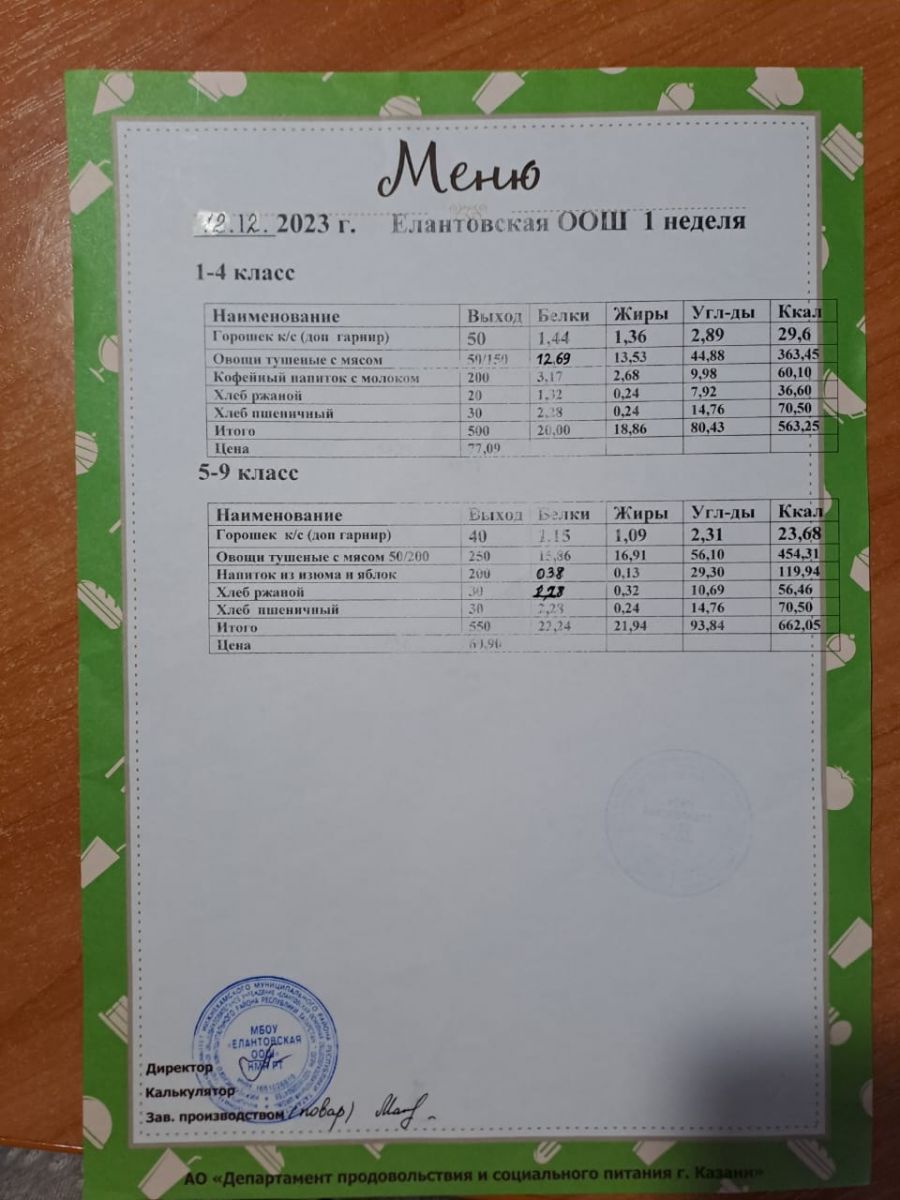 Меню
12.12. 2023 г. Елантовская ООШ 1 неделя
1-4 класс
Наименование Выход Белки Жиры Угл-ды Ккал
Горошек к/с (доп гарнир) 50 1,44 1,36 2,89 29,6
Овощи тушеные с мясом 50/150 12.69 13,53 44,88 363,45
Кофейный напиток с молоком 200 3,17 2,68 9,98 60,10
Хлеб ржаной 20 1,32 0,24 7,92 36,60
Хлеб пшеничный 30 2,28 0,24 14,76 70,50
Итого 500 20,00 18,86 80,43 563,25
Цена 77,09
5-9 класс
Наименование Выход Белки Жиры Угл-ды Ккал
Горошек к/с (доп гарнир) 40 1.15 1,09 2,31 23,68
Овощи тушеные с мясом 50/200 250 15,86 16,91 56,10 454,31
Напиток из изюма и яблок 200 038 0,13 29,30 119,94
Хлеб ржаной 30 0,32 10,69 56,46
Хлеб пшеничный 30 2,28 0,24 14,76 70,50
Итого 550 22,24 21,94 93,84 662,05
Цена
МБОУ
«ЕЛАНТОВСКАЯ
ООШ»
НМР РТ
Директор
Калькулятор
Зав. производством (повар)
АО «Департамент продовольствия и социального питания г. Казани»